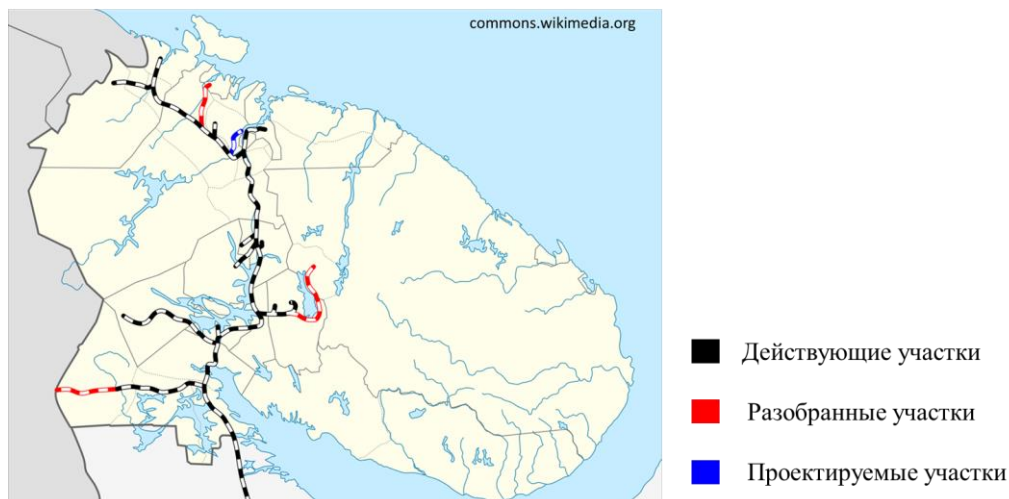 commons.wikimedia.org
Действующие участки
Разобранные участки
Проектируемые участки